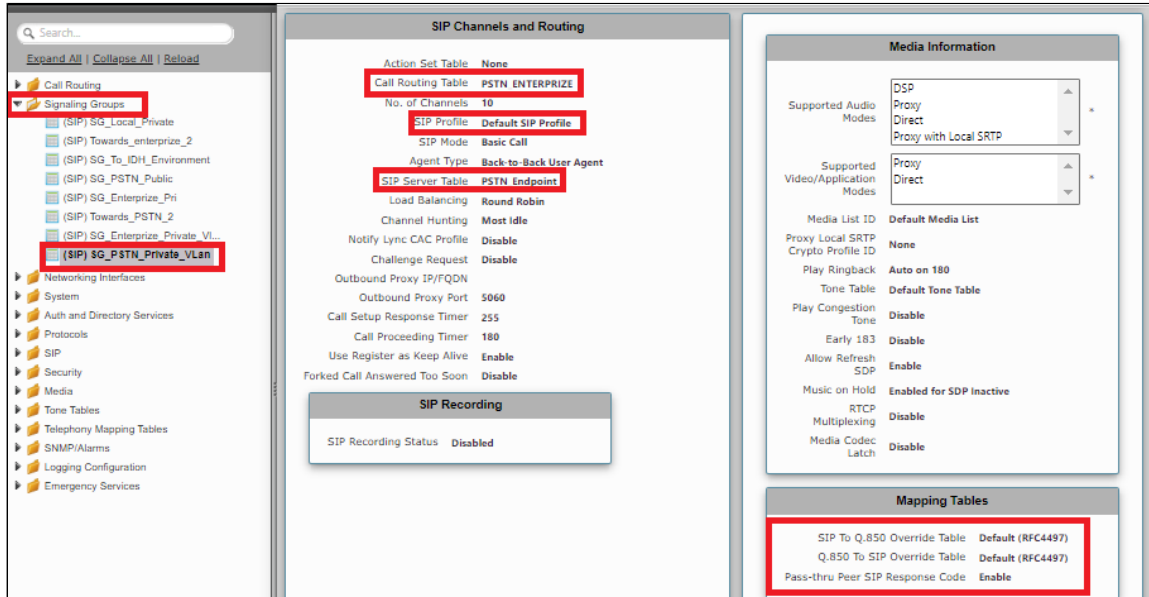 Search...
Expand All | Collapse All | Reload
Call Routing
Signaling Groups
(SIP) SG_Local_Private
(SIP) Towards_enterprize_2
(SIP) SG_To_IDH_Environment
(SIP) SG_PSTN_Public
(SIP) SG_Enterprize_Pri
(SIP) Towards_PSTN_2
(SIP) SG_Enterprize_Private_Vl...
(SIP) SG_PSTN_Private_VLan
Networking Interfaces
System
Auth and Directory Services
Protocols
SIP
Security
Media
Tone Tables
Telephony Mapping Tables
SNMP/Alarms
Logging Configuration
Emergency Services
SIP Channels and Routing
Action Set Table None
Call Routing Table PSTN ENTERPRIZE
No. of Channels 10
SIP Profile Default SIP Profile
SIP Mode Basic Call
Agent Type Back-to-Back User Agent
SIP Server Table PSTN Endpoint
Load Balancing Round Robin
Channel Hunting Most Idle
Notify Lync CAC Profile Disable
Challenge Request Disable
Outbound Proxy IP/FQDN
Outbound Proxy Port 5060
Call Setup Response Timer 255
Call Proceeding Timer 180
Use Register as Keep Alive Enable
Forked Call Answered Too Soon Disable
SIP Recording
SIP Recording Status Disabled
Media Information
Supported Audio Modes
DSP
Proxy
Direct
Proxy with Local SRTP
*
Supported Video/Application Modes
Proxy
Direct
*
Media List ID Default Media List
Proxy Local SRTP Crypto Profile ID None
Play Ringback Auto on 180
Tone Table Default Tone Table
Play Congestion Tone Disable
Early 183 Disable
Allow Refresh SDP Enable
Music on Hold Enabled for SDP Inactive
RTCP Multiplexing Disable
Media Codec Latch Disable
Mapping Tables
SIP To Q.850 Override Table Default (RFC4497)
Q.850 To SIP Override Table Default (RFC4497)
Pass-thru Peer SIP Response Code Enable